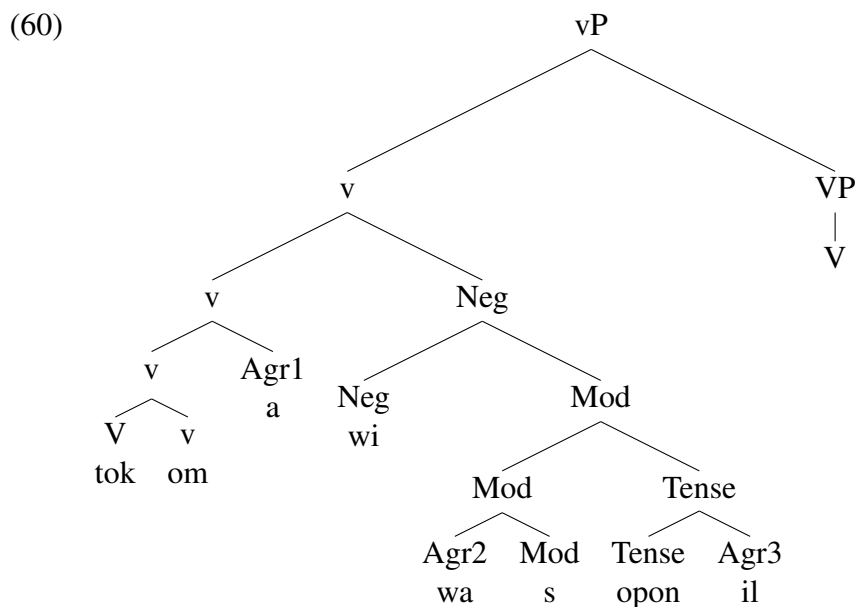 (60) vP
v VP
V
v Neg
v Agr1 Neg Mod
a wi
V v
tok om Mod Tense
Agr2 Mod Tense Agr3
wa s opon il